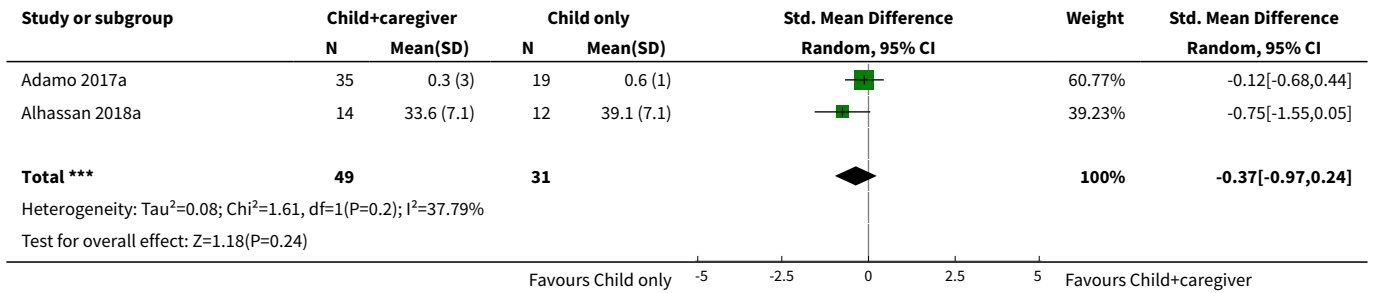 Study or subgroup Child+caregiver Child only Std. Mean Difference Weight Std. Mean Difference
N Mean(SD) N Mean(SD) Random, 95% CI Random, 95% CI
Adamo 2017a 35 0.3 (3) 19 0.6 (1) 60.77% -0.12[-0.68,0.44]
Alhassan 2018a 14 33.6 (7.1) 12 39.1 (7.1) 39.23% -0.75[-1.55,0.05]
Total *** 49 31 100% -0.37[-0.97,0.24]
Heterogeneity: Tau²=0.08; Chi²=1.61, df=1(P=0.2); I²=37.79%
Test for overall effect: Z=1.18(P=0.24)
Favours Child only -5 -2.5 0 2.5 5 Favours Child+caregiver